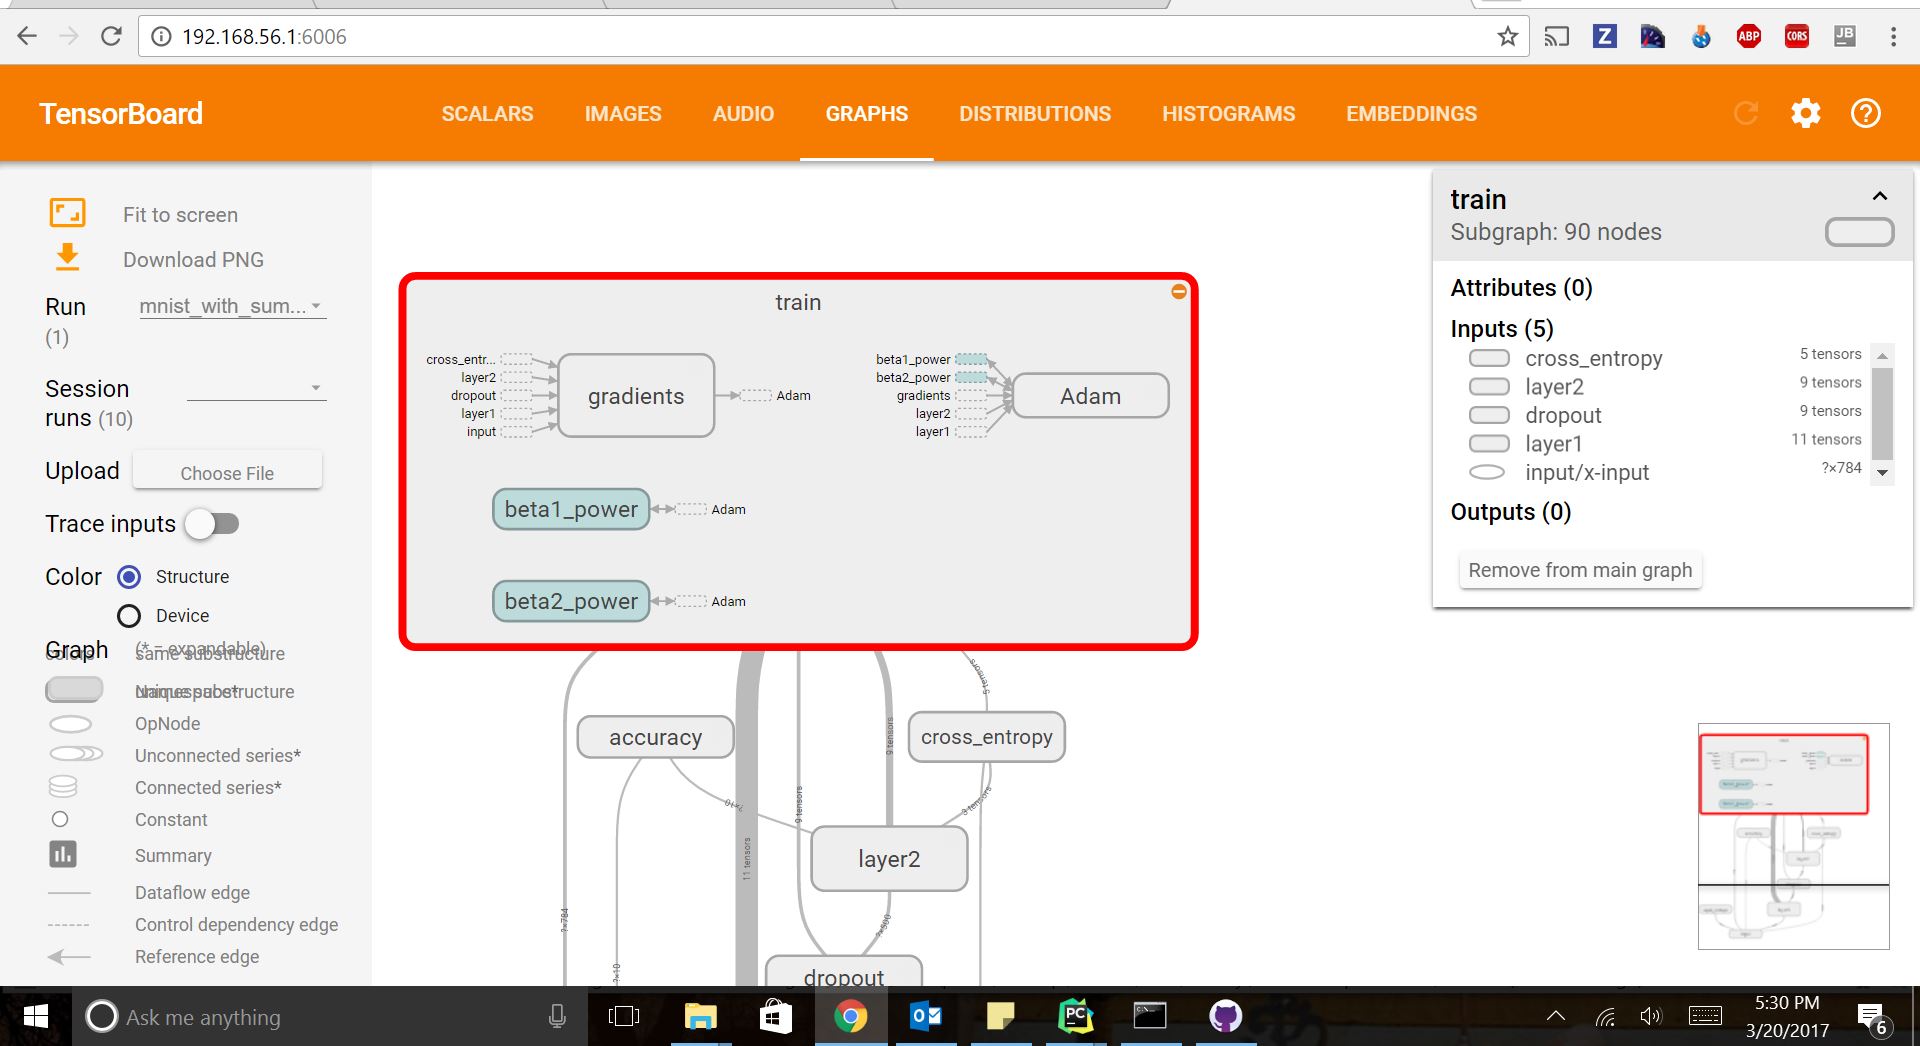 192.168.56.1:6006
Z
ABP
CORS
JB
TensorBoard
SCALARS
IMAGES
AUDIO
GRAPHS
DISTRIBUTIONS
HISTOGRAMS
EMBEDDINGS
Fit to screen
Download PNG
Run
(1)
mnist_with_sum...
Session
runs (10)
Upload
Choose File
Trace inputs
Color
Structure
Device
Graph
(* = expandable)
colors
same substructure
Namespace*
unique substructure
OpNode
Unconnected series*
Connected series*
Constant
Summary
Dataflow edge
Control dependency edge
Reference edge
train
cross_entr...
layer2
dropout
layer1
input
gradients
Adam
beta1_power
beta2_power
gradients
layer2
layer1
Adam
beta1_power
Adam
beta2_power
Adam
5 tensors
accuracy
9 tensors
cross_entropy
?×10
9 tensors
3 tensors
11 tensors
layer2
?×784
?×500
?×10
dropout
train
Subgraph: 90 nodes
Attributes (0)
Inputs (5)
cross_entropy
5 tensors
layer2
9 tensors
dropout
9 tensors
layer1
11 tensors
input/x-input
?×784
Outputs (0)
Remove from main graph
Ask me anything
PC
5:30 PM
3/20/2017
6